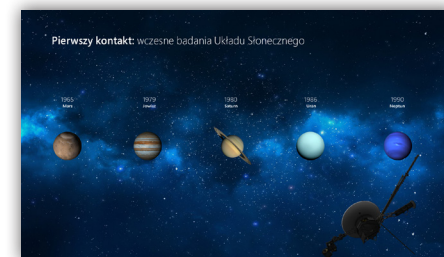 Pierwszy kontakt: wczesne badania Układu Słonecznego
1965 1979 1980 1986 1990
Mars Jowisz Saturn Uran Neptun